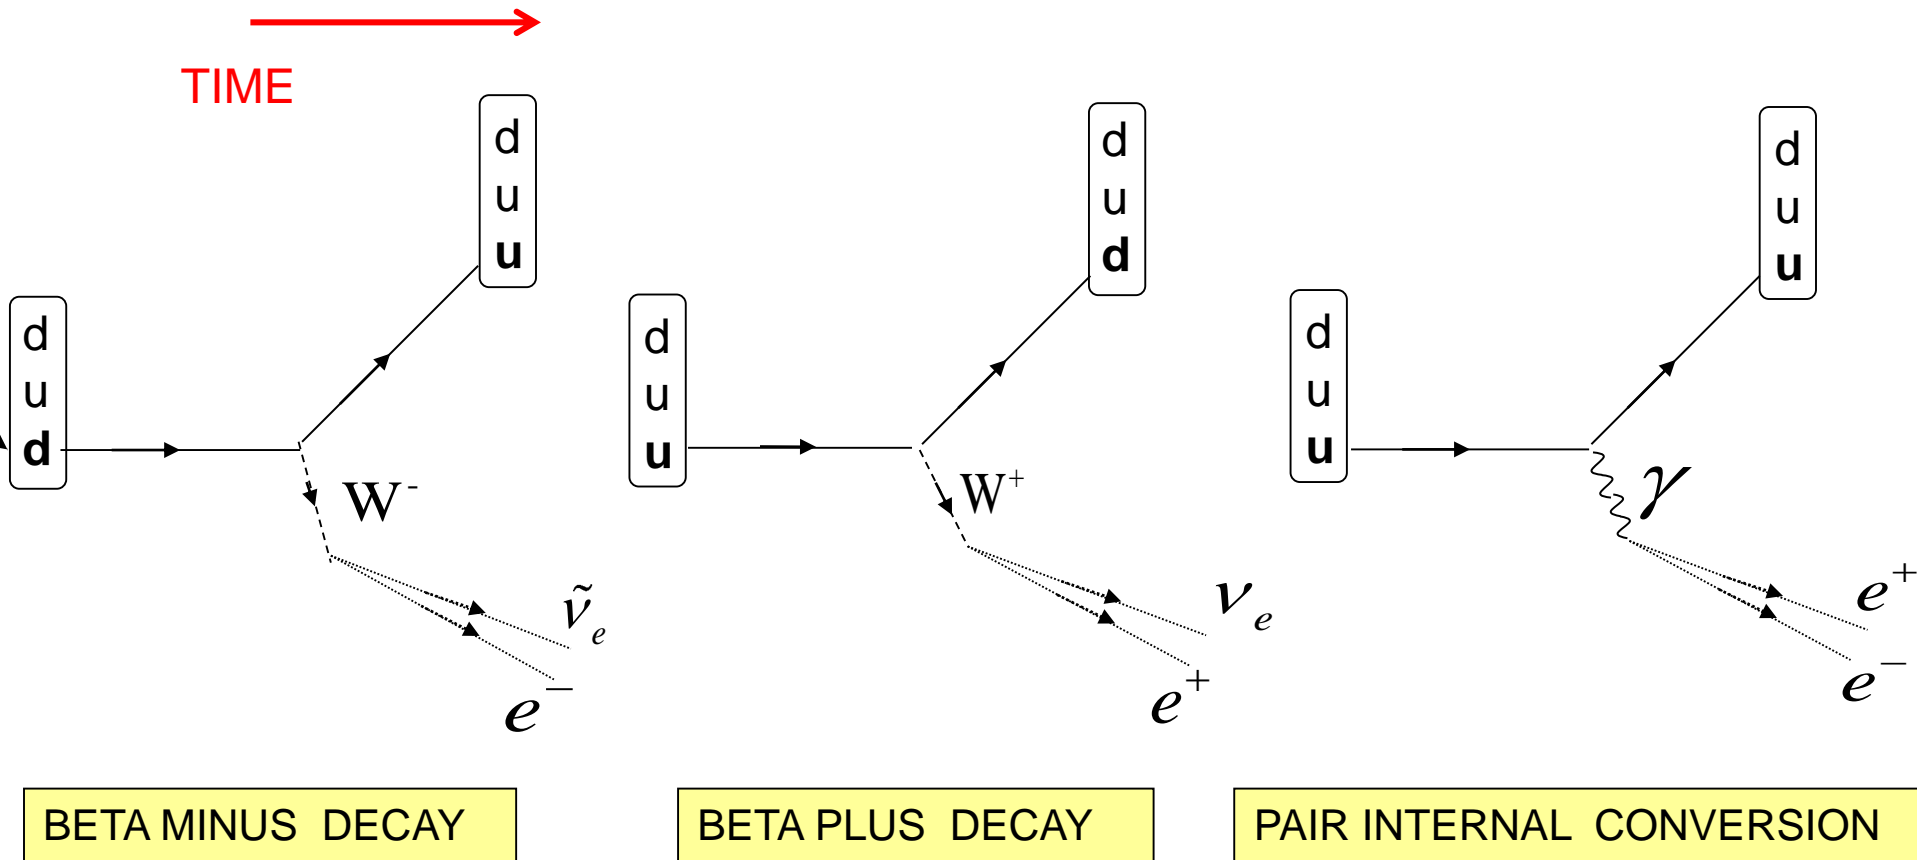 TIME
d
u
d
d
u
u
W-
ν̃e
e−
d
u
u
d
u
d
W+
νe
e+
d
u
u
d
u
u
γ
e+
e−
BETA MINUS DECAY
BETA PLUS DECAY
PAIR INTERNAL CONVERSION